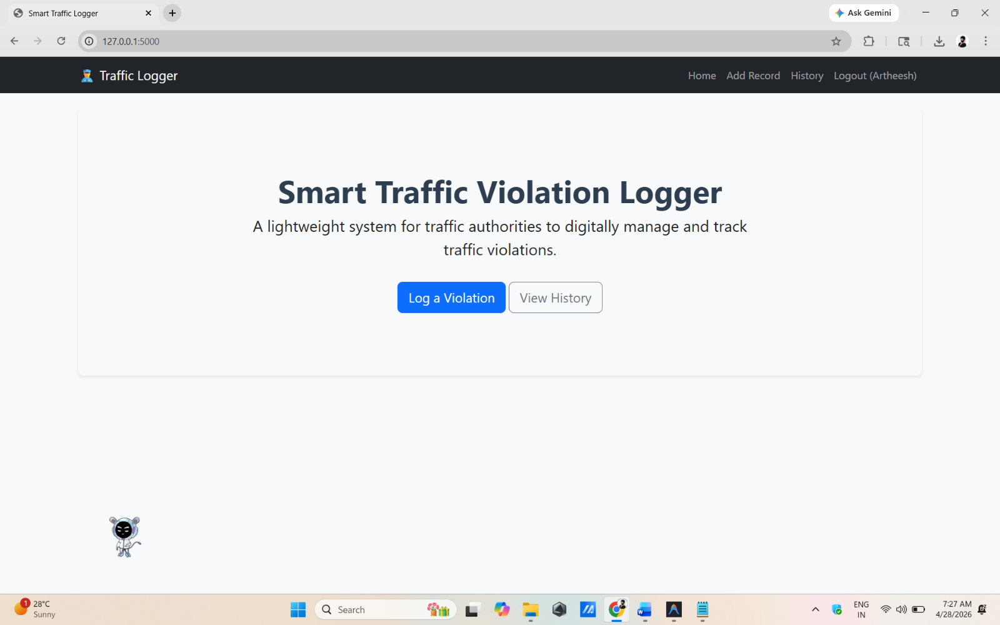 Smart Traffic Logger
Ask Gemini
127.0.0.1:5000
Traffic Logger
Home
Add Record
History
Logout (Artheesh)
Smart Traffic Violation Logger
A lightweight system for traffic authorities to digitally manage and track
traffic violations.
Log a Violation
View History
1
28°C
Sunny
Search
W
ENG
IN
7:27 AM
4/28/2026